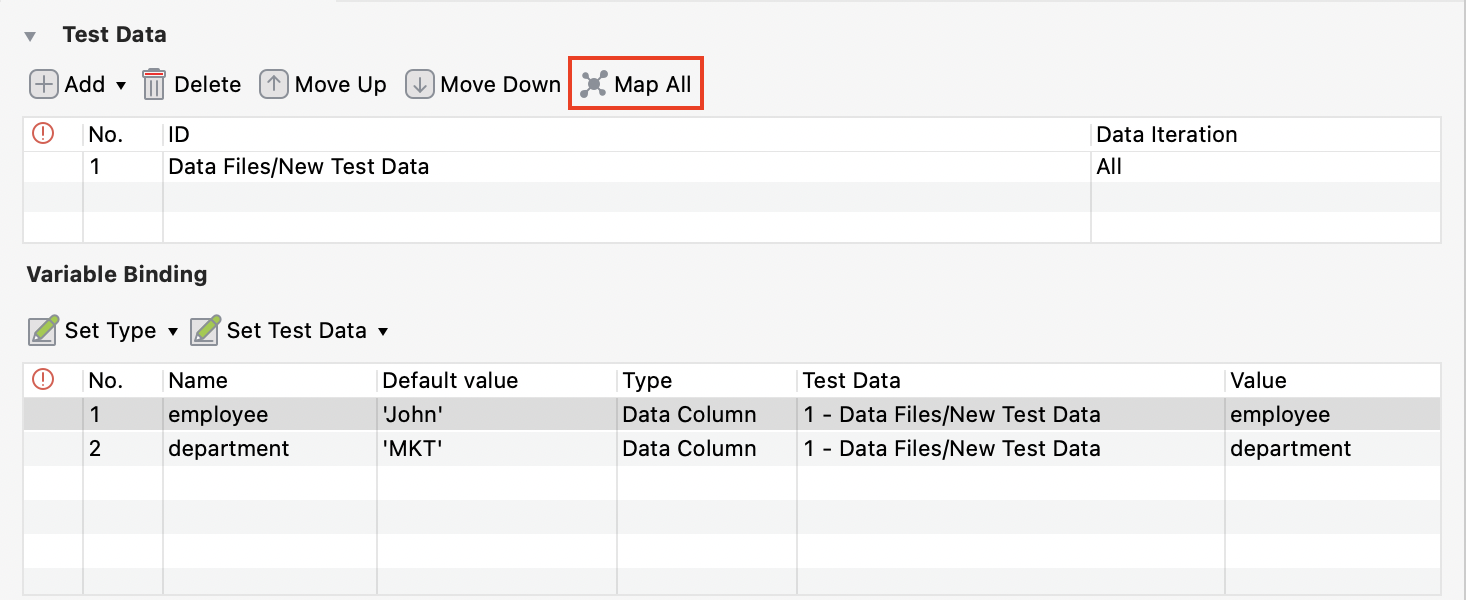 Test Data
Add Delete Move Up Move Down Map All
No. ID Data Iteration
1 Data Files/New Test Data All
Variable Binding
Set Type Set Test Data
No. Name Default value Type Test Data Value
1 employee 'John' Data Column 1 - Data Files/New Test Data employee
2 department 'MKT' Data Column 1 - Data Files/New Test Data department